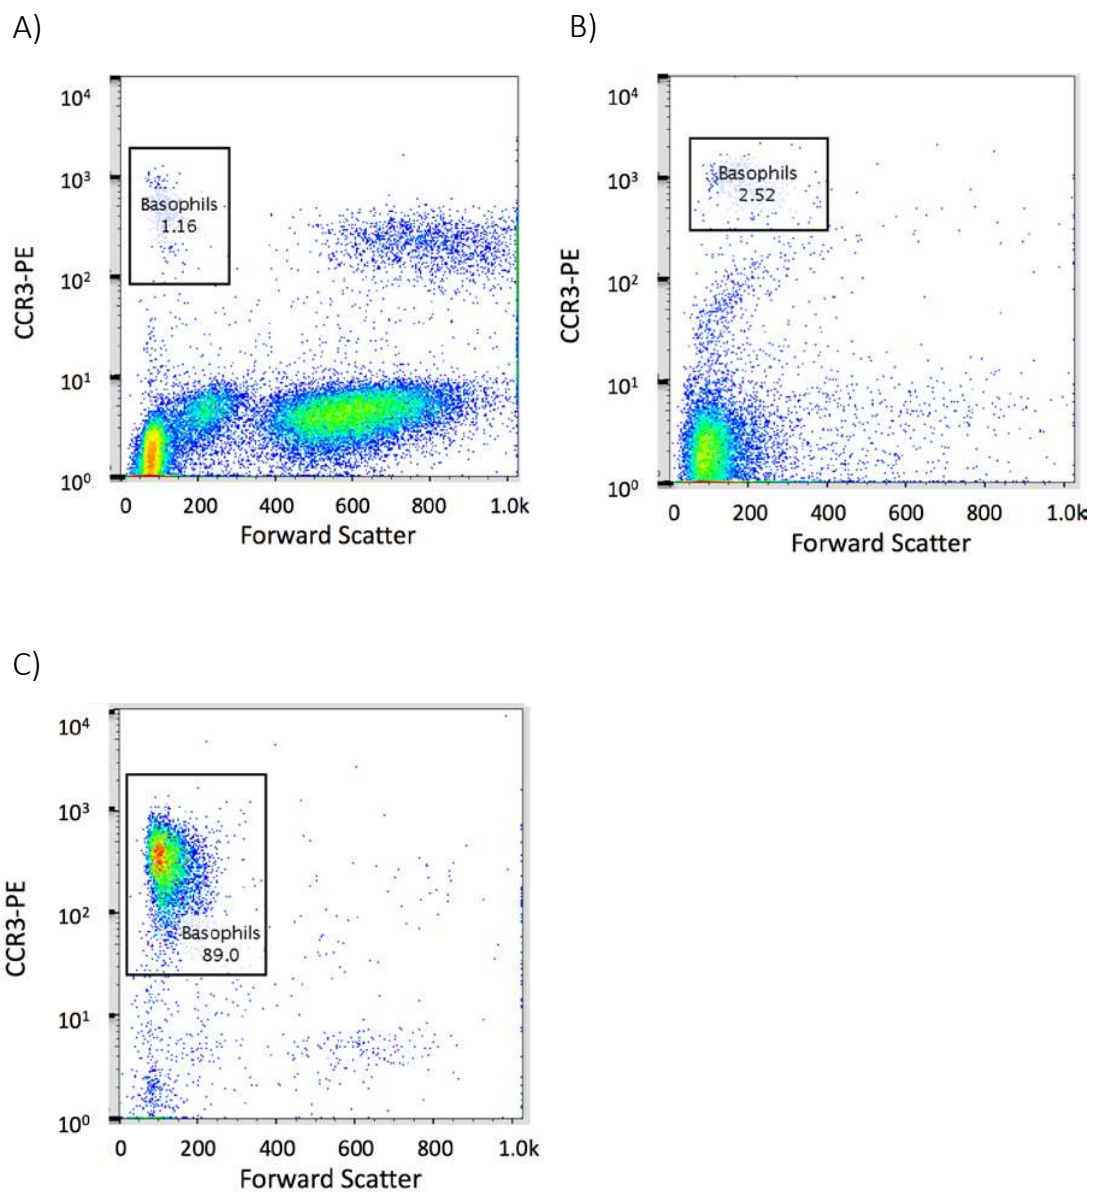 A)
B)
10⁴
10³
10²
10¹
10⁰
CCR3-PE
Basophils
1.16
0 200 400 600 800 1.0k
Forward Scatter
10⁴
10³
10²
10¹
10⁰
CCR3-PE
Basophils
2.52
0 200 400 600 800 1.0k
Forward Scatter
C)
10⁴
10³
10²
10¹
10⁰
CCR3-PE
Basophils
89.0
0 200 400 600 800 1.0k
Forward Scatter